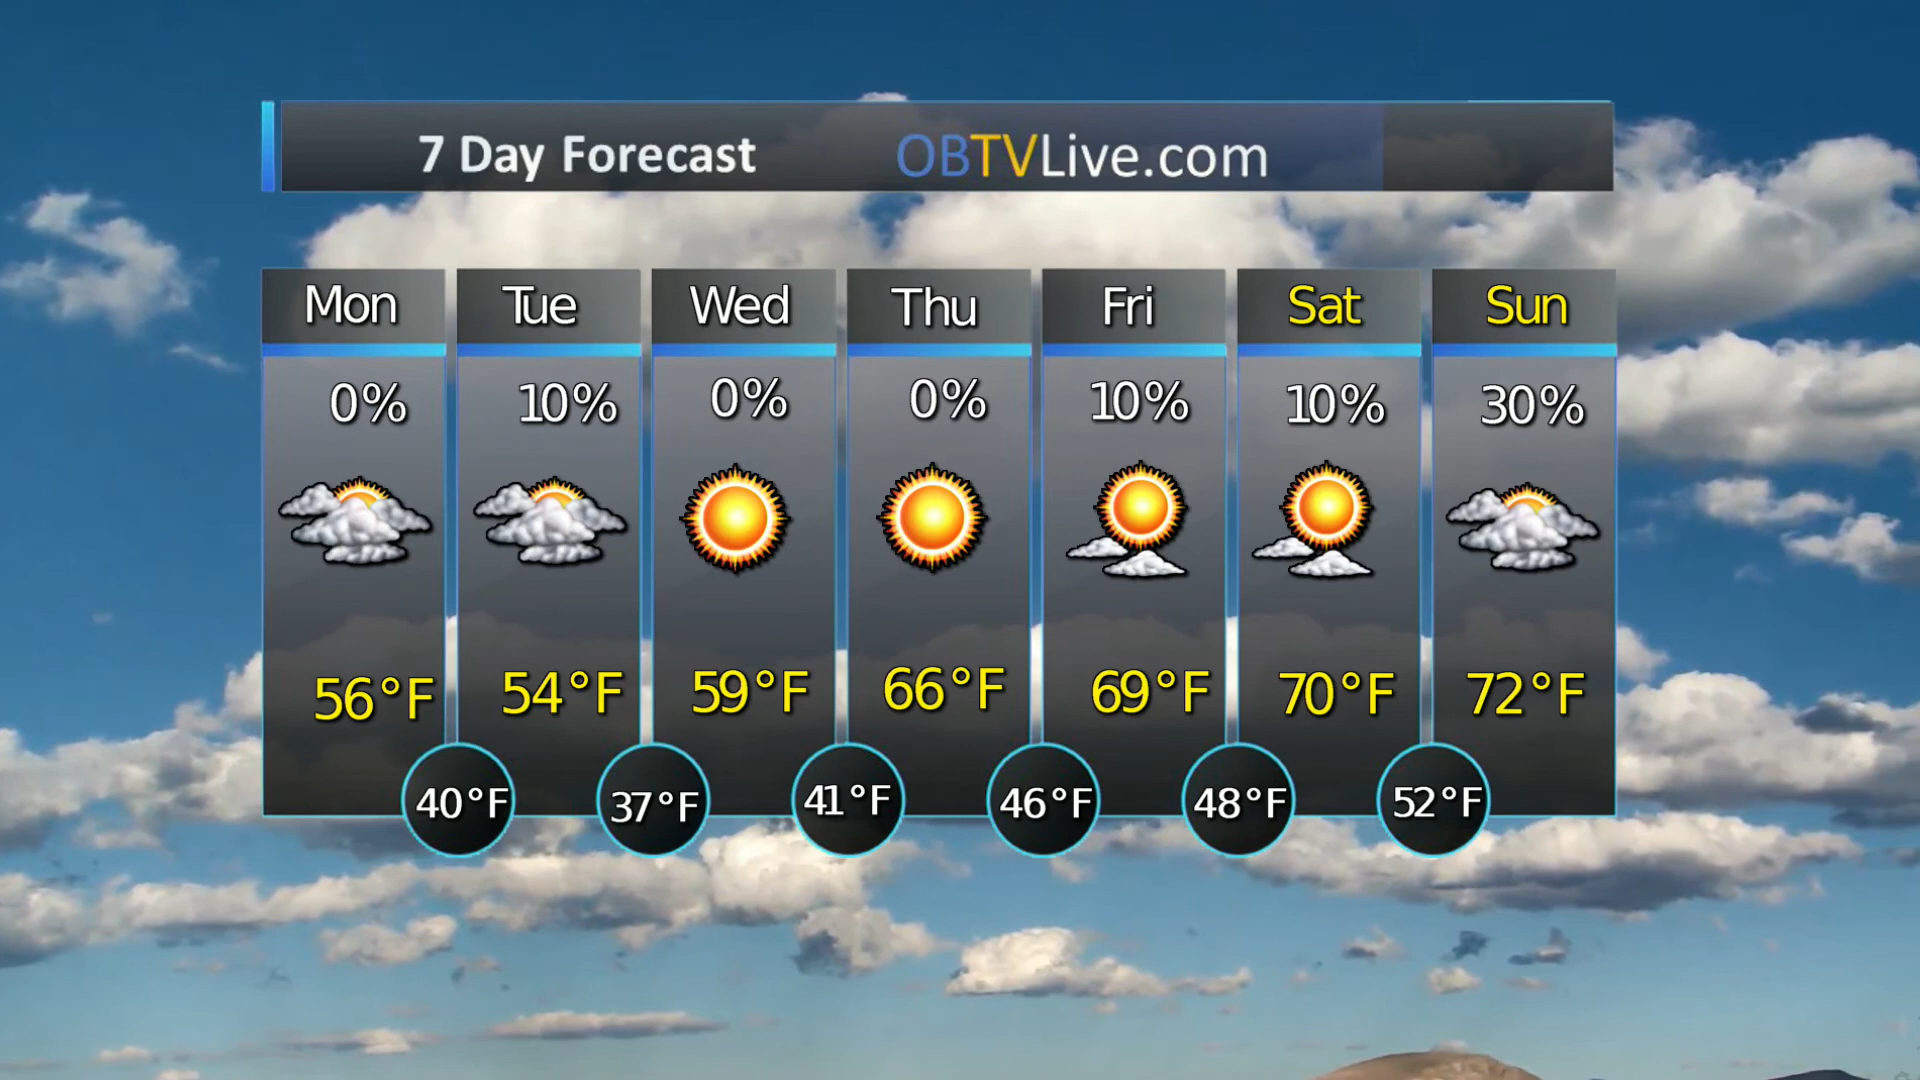 7 Day Forecast OBTVLive.com
Mon Tue Wed Thu Fri Sat Sun
0% 10% 0% 0% 10% 10% 30%
56°F 54°F 59°F 66°F 69°F 70°F 72°F
40°F 37°F 41°F 46°F 48°F 52°F